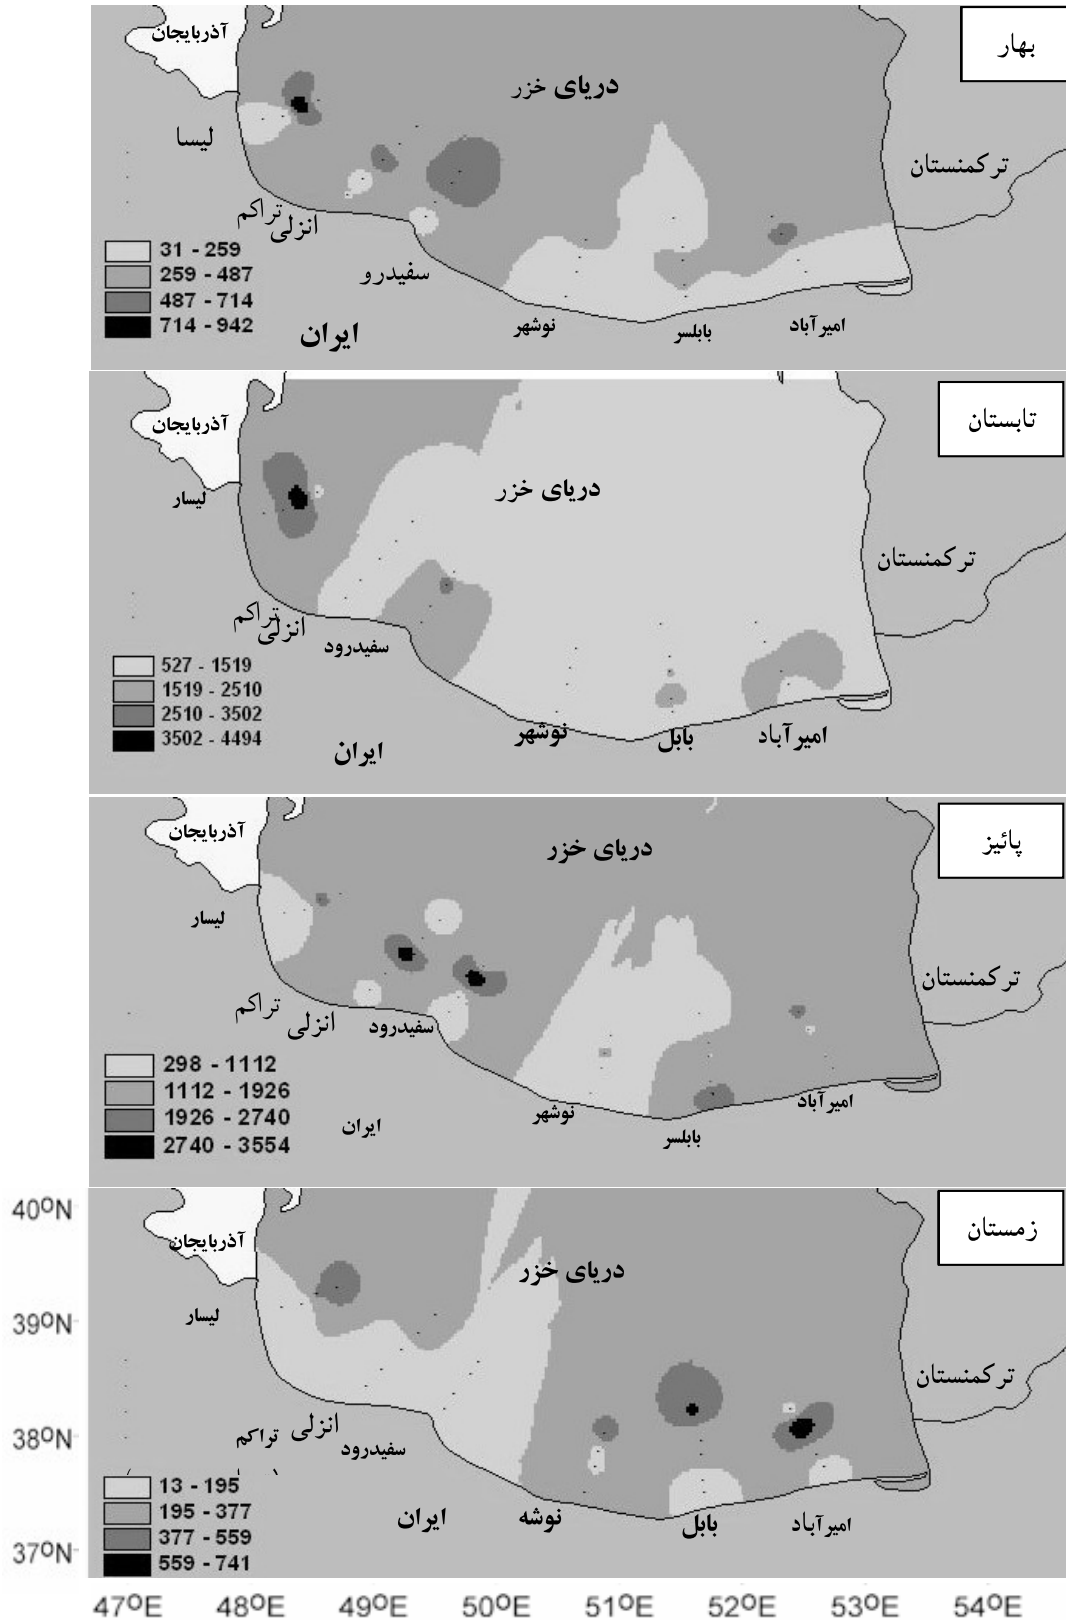 بهار
آذربایجان
دریای خزر
لیسا
ترکمنستان
تراکم
انزلی
سفیدرو
31 - 259
259 - 487
487 - 714
714 - 942
نوشهر
بابلسر
امیرآباد
ایران
تابستان
آذربایجان
دریای خزر
لیسار
ترکمنستان
تراکم
انزلی
سفیدرود
527 - 1519
1519 - 2510
2510 - 3502
3502 - 4494
نوشهر
بابل
امیرآباد
ایران
پائیز
آذربایجان
دریای خزر
لیسار
ترکمنستان
تراکم
انزلی
سفیدرود
298 - 1112
1112 - 1926
1926 - 2740
2740 - 3554
نوشهر
بابلسر
امیرآباد
ایران
زمستان
40ºN
آذربایجان
دریای خزر
39ºN
لیسار
ترکمنستان
38ºN
تراکم
انزلی
سفیدرود
13 - 195
195 - 377
377 - 559
559 - 741
ایران
نوشه
بابل
امیرآباد
37ºN
47ºE 48ºE 49ºE 50ºE 51ºE 52ºE 53ºE 54ºE